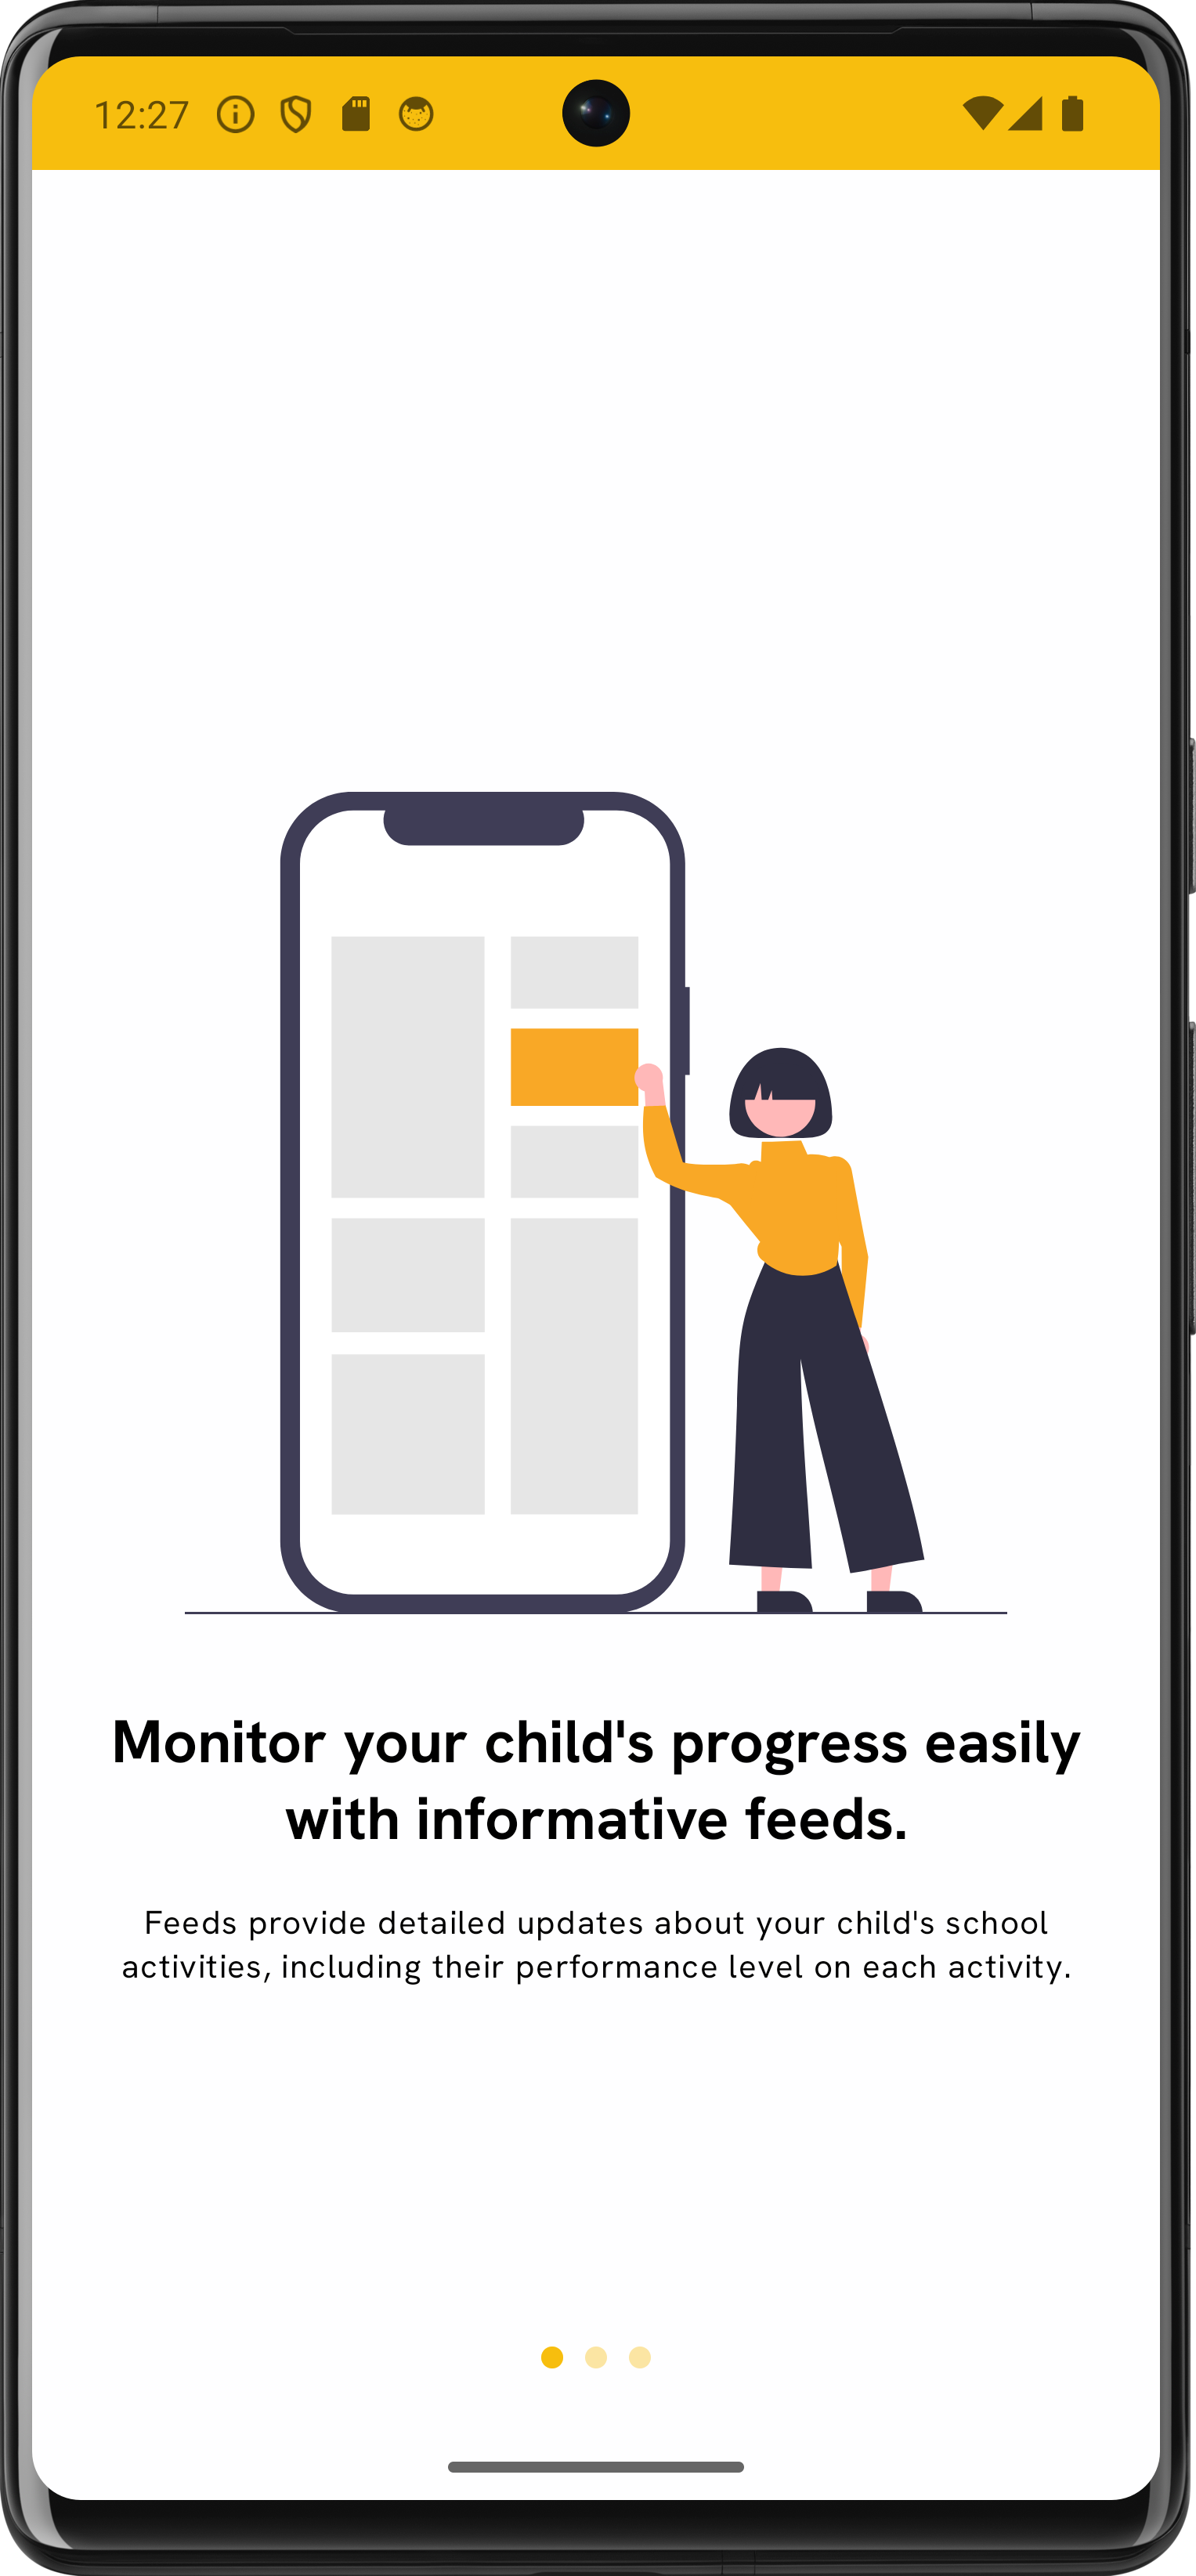 12:27
Monitor your child's progress easily
with informative feeds.
Feeds provide detailed updates about your child's school
activities, including their performance level on each activity.